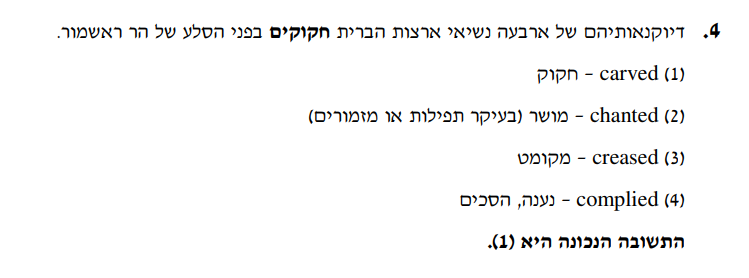 4. דיוקנאותיהם של ארבעה נשיאי ארצות הברית חקוקים בפני הסלע של הר ראשמור.
(1) carved – חקוק
(2) chanted – מושר (בעיקר תפילות או מזמורים)
(3) creased – מקומט
(4) complied – נענה, הסכים
התשובה הנכונה היא (1).